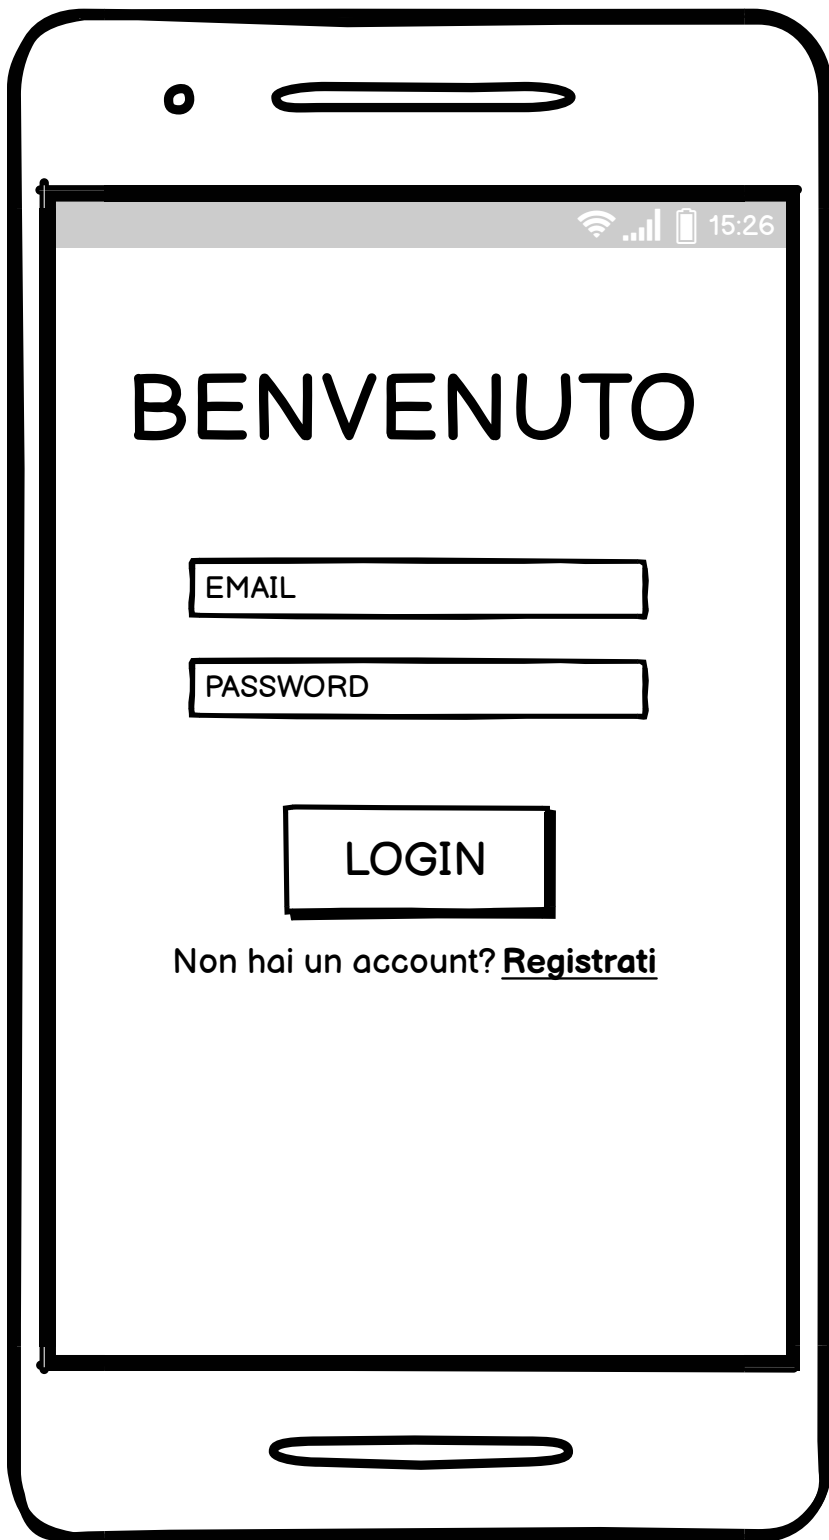 15:26
BENVENUTO
EMAIL
PASSWORD
LOGIN
Non hai un account? Registrati